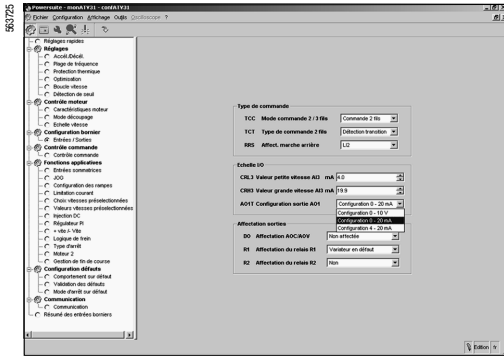 563725
Powersuite - monATV31 - confATV31
Fichier Configuration Affichage Outils Oscilloscope ?
Réglages rapides
Réglages
Accél./Décél.
Plage de fréquence
Protection thermique
Optimisation
Boucle vitesse
Détection de seuil
Contrôle moteur
Caractéristiques moteur
Mode découpage
Echelle vitesse
Configuration bornier
Entrées / Sorties
Contrôle commande
Contrôle commande
Fonctions applicatives
Entrées sommatrices
JOG
Configuration des rampes
Limitation courant
Choix vitesses préselectionnées
Valeurs vitesses préselectionnées
Injection DC
Régulateur PI
+ vite /- Vite
Logique de frein
Type d'arrêt
Moteur 2
Gestion de fin de course
Configuration défauts
Comportement sur défaut
Validation des défauts
Mode d'arrêt sur défaut
Communication
Communication
Résumé des entrées borniers
Type de commande
TCC Mode commande 2 / 3 fils Commande 2 fils
TCT Type de commande 2 fils Détection transition
RRS Affect. marche arrière LI2
Echelle I/O
CRL3 Valeur petite vitesse AI3 mA 4.0
CRH3 Valeur grande vitesse AI3 mA 19.9
AO1T Configuration sortie AO1 Configuration 0 - 20 mA
Configuration 0 - 10 V
Configuration 0 - 20 mA
Configuration 4 - 20 mA
Affectation sorties
D0 Affectation AOC/AOV Non affectée
R1 Affectation du relais R1 Variateur en défaut
R2 Affectation du relais R2 Non
Edition fr